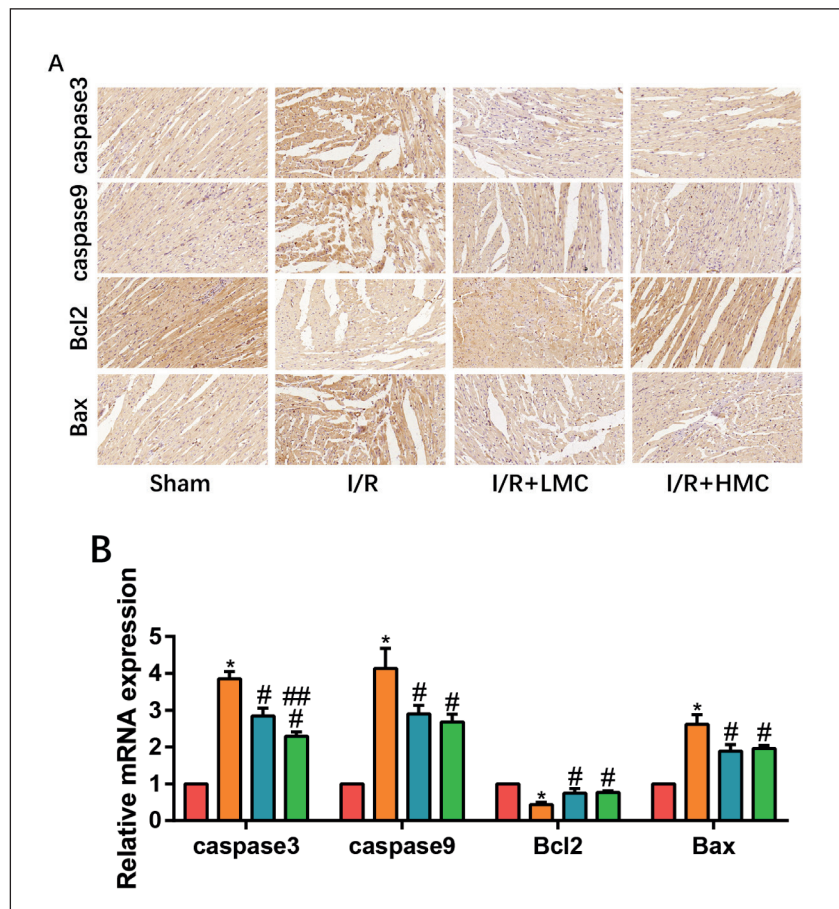 A
caspase3
caspase9
Bcl2
Bax
Sham I/R I/R+LMC I/R+HMC
B
Relative mRNA expression
5
4
3
2
1
0
* # ## #
* # #
* # #
* # #
caspase3 caspase9 Bcl2 Bax